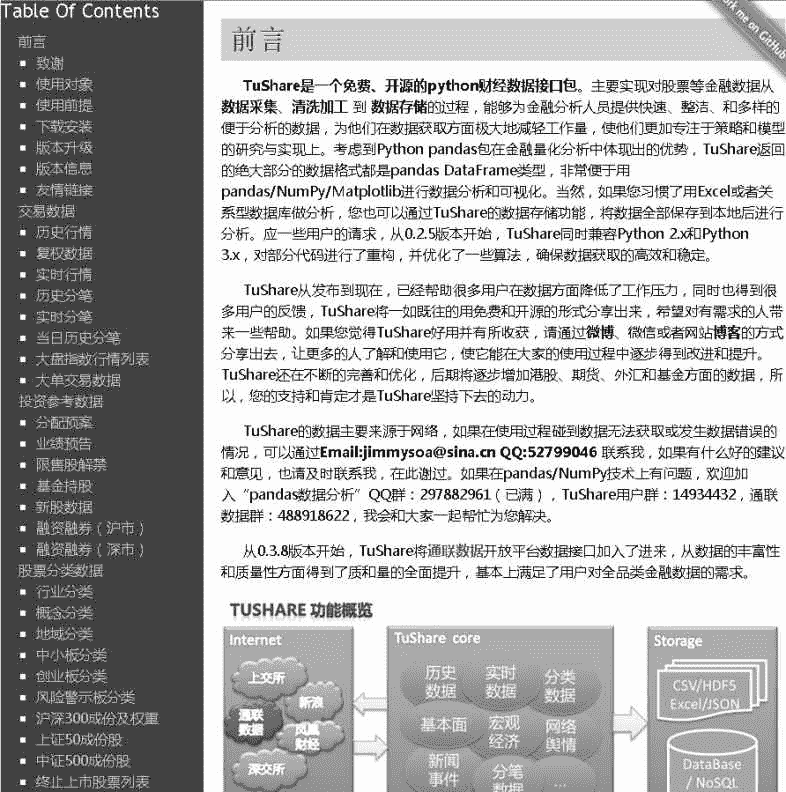 Table Of Contents
前言
致谢
使用对象
使用前提
下载安装
版本升级
版本信息
友情链接
交易数据
历史行情
复权数据
实时行情
历史分笔
实时分笔
当日历史分笔
大盘指数行情列表
大单交易数据
投资参考数据
分配预案
业绩预告
限售股解禁
基金持股
新股数据
融资融券（沪市）
融资融券（深市）
股票分类数据
行业分类
概念分类
地域分类
中小板分类
创业板分类
风险警示板分类
沪深300成份及权重
上证50成份股
中证500成份股
终止上市股票列表
rk me on GitHub
前言
TuShare是一个免费、开源的python财经数据接口包。主要实现对股票等金融数据从
数据采集、清洗加工 到 数据存储的过程，能够为金融分析人员提供快速、整洁、和多样的
便于分析的数据，为他们在数据获取方面极大地减轻工作量，使他们更加专注于策略和模型
的研究与实现上。考虑到Python pandas包在金融量化分析中体现出的优势，TuShare返回
的绝大部分的数据格式都是pandas DataFrame类型，非常便于用
pandas/NumPy/Matplotlib进行数据分析和可视化。当然，如果您习惯了用Excel或者关
系型数据库做分析，您也可以通过TuShare的数据存储功能，将数据全部保存到本地后进行
分析。应一些用户的请求，从0.2.5版本开始，TuShare同时兼容Python 2.x和Python
3.x，对部分代码进行了重构，并优化了一些算法，确保数据获取的高效和稳定。
TuShare从发布到现在，已经帮助很多用户在数据方面降低了工作压力，同时也得到很
多用户的反馈，TuShare将一如既往的用免费和开源的形式分享出来，希望对有需求的人带
来一些帮助。如果您觉得TuShare好用并有所收获，请通过微博、微信或者网站博客的方式
分享出去，让更多的人了解和使用它，使它能在大家的使用过程中逐步得到改进和提升。
TuShare还在不断的完善和优化，后期将逐步增加港股、期货、外汇和基金方面的数据，所
以，您的支持和肯定才是TuShare坚持下去的动力。
TuShare的数据主要来源于网络，如果在使用过程碰到数据无法获取或发生数据错误的
情况，可以通过Email:jimmysoa@sina.cn QQ:52799046 联系我，如果有什么好的建议
和意见，也请及时联系我，在此谢过。如果在pandas/NumPy技术上有问题，欢迎加
入“pandas数据分析”QQ群：297882961（已满），TuShare用户群：14934432，通联
数据群：488918622，我会和大家一起帮忙为您解决。
从0.3.8版本开始，TuShare将通联数据开放平台数据接口加入了进来，从数据的丰富性
和质量性方面得到了质和量的全面提升，基本上满足了用户对全品类金融数据的需求。
TUSHARE 功能概览
Internet
上交所
新浪
通联
数据
凤凰
财经
深交所
TuShare core
历史
数据
实时
数据
分类
数据
基本面
宏观
经济
网络
舆情
新闻
事件
分笔
数据
...
Storage
CSV/HDF5
Excel/JSON
DataBase
/ NoSQL